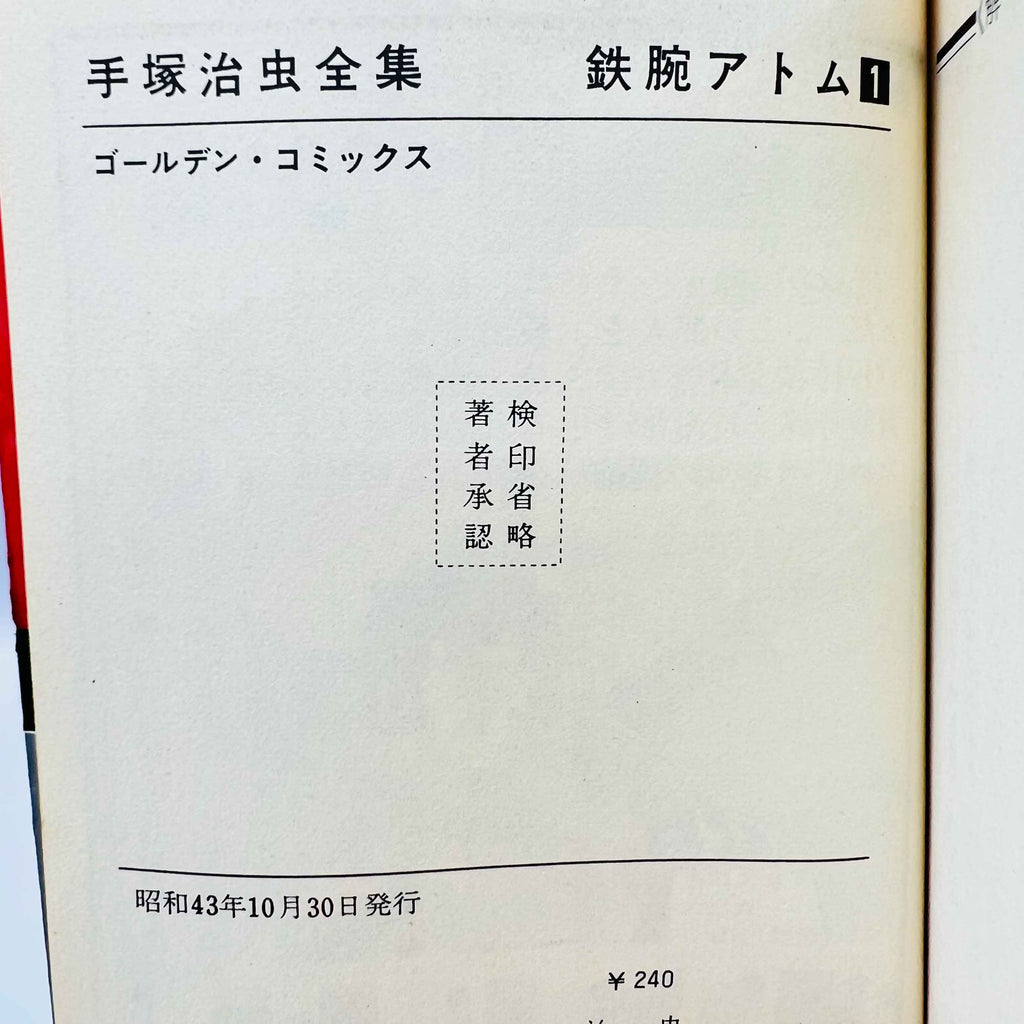 手塚治虫全集 鉄腕アトム1
ゴールデン・コミックス
検印省略
著者承認
昭和43年10月30日発行
¥240